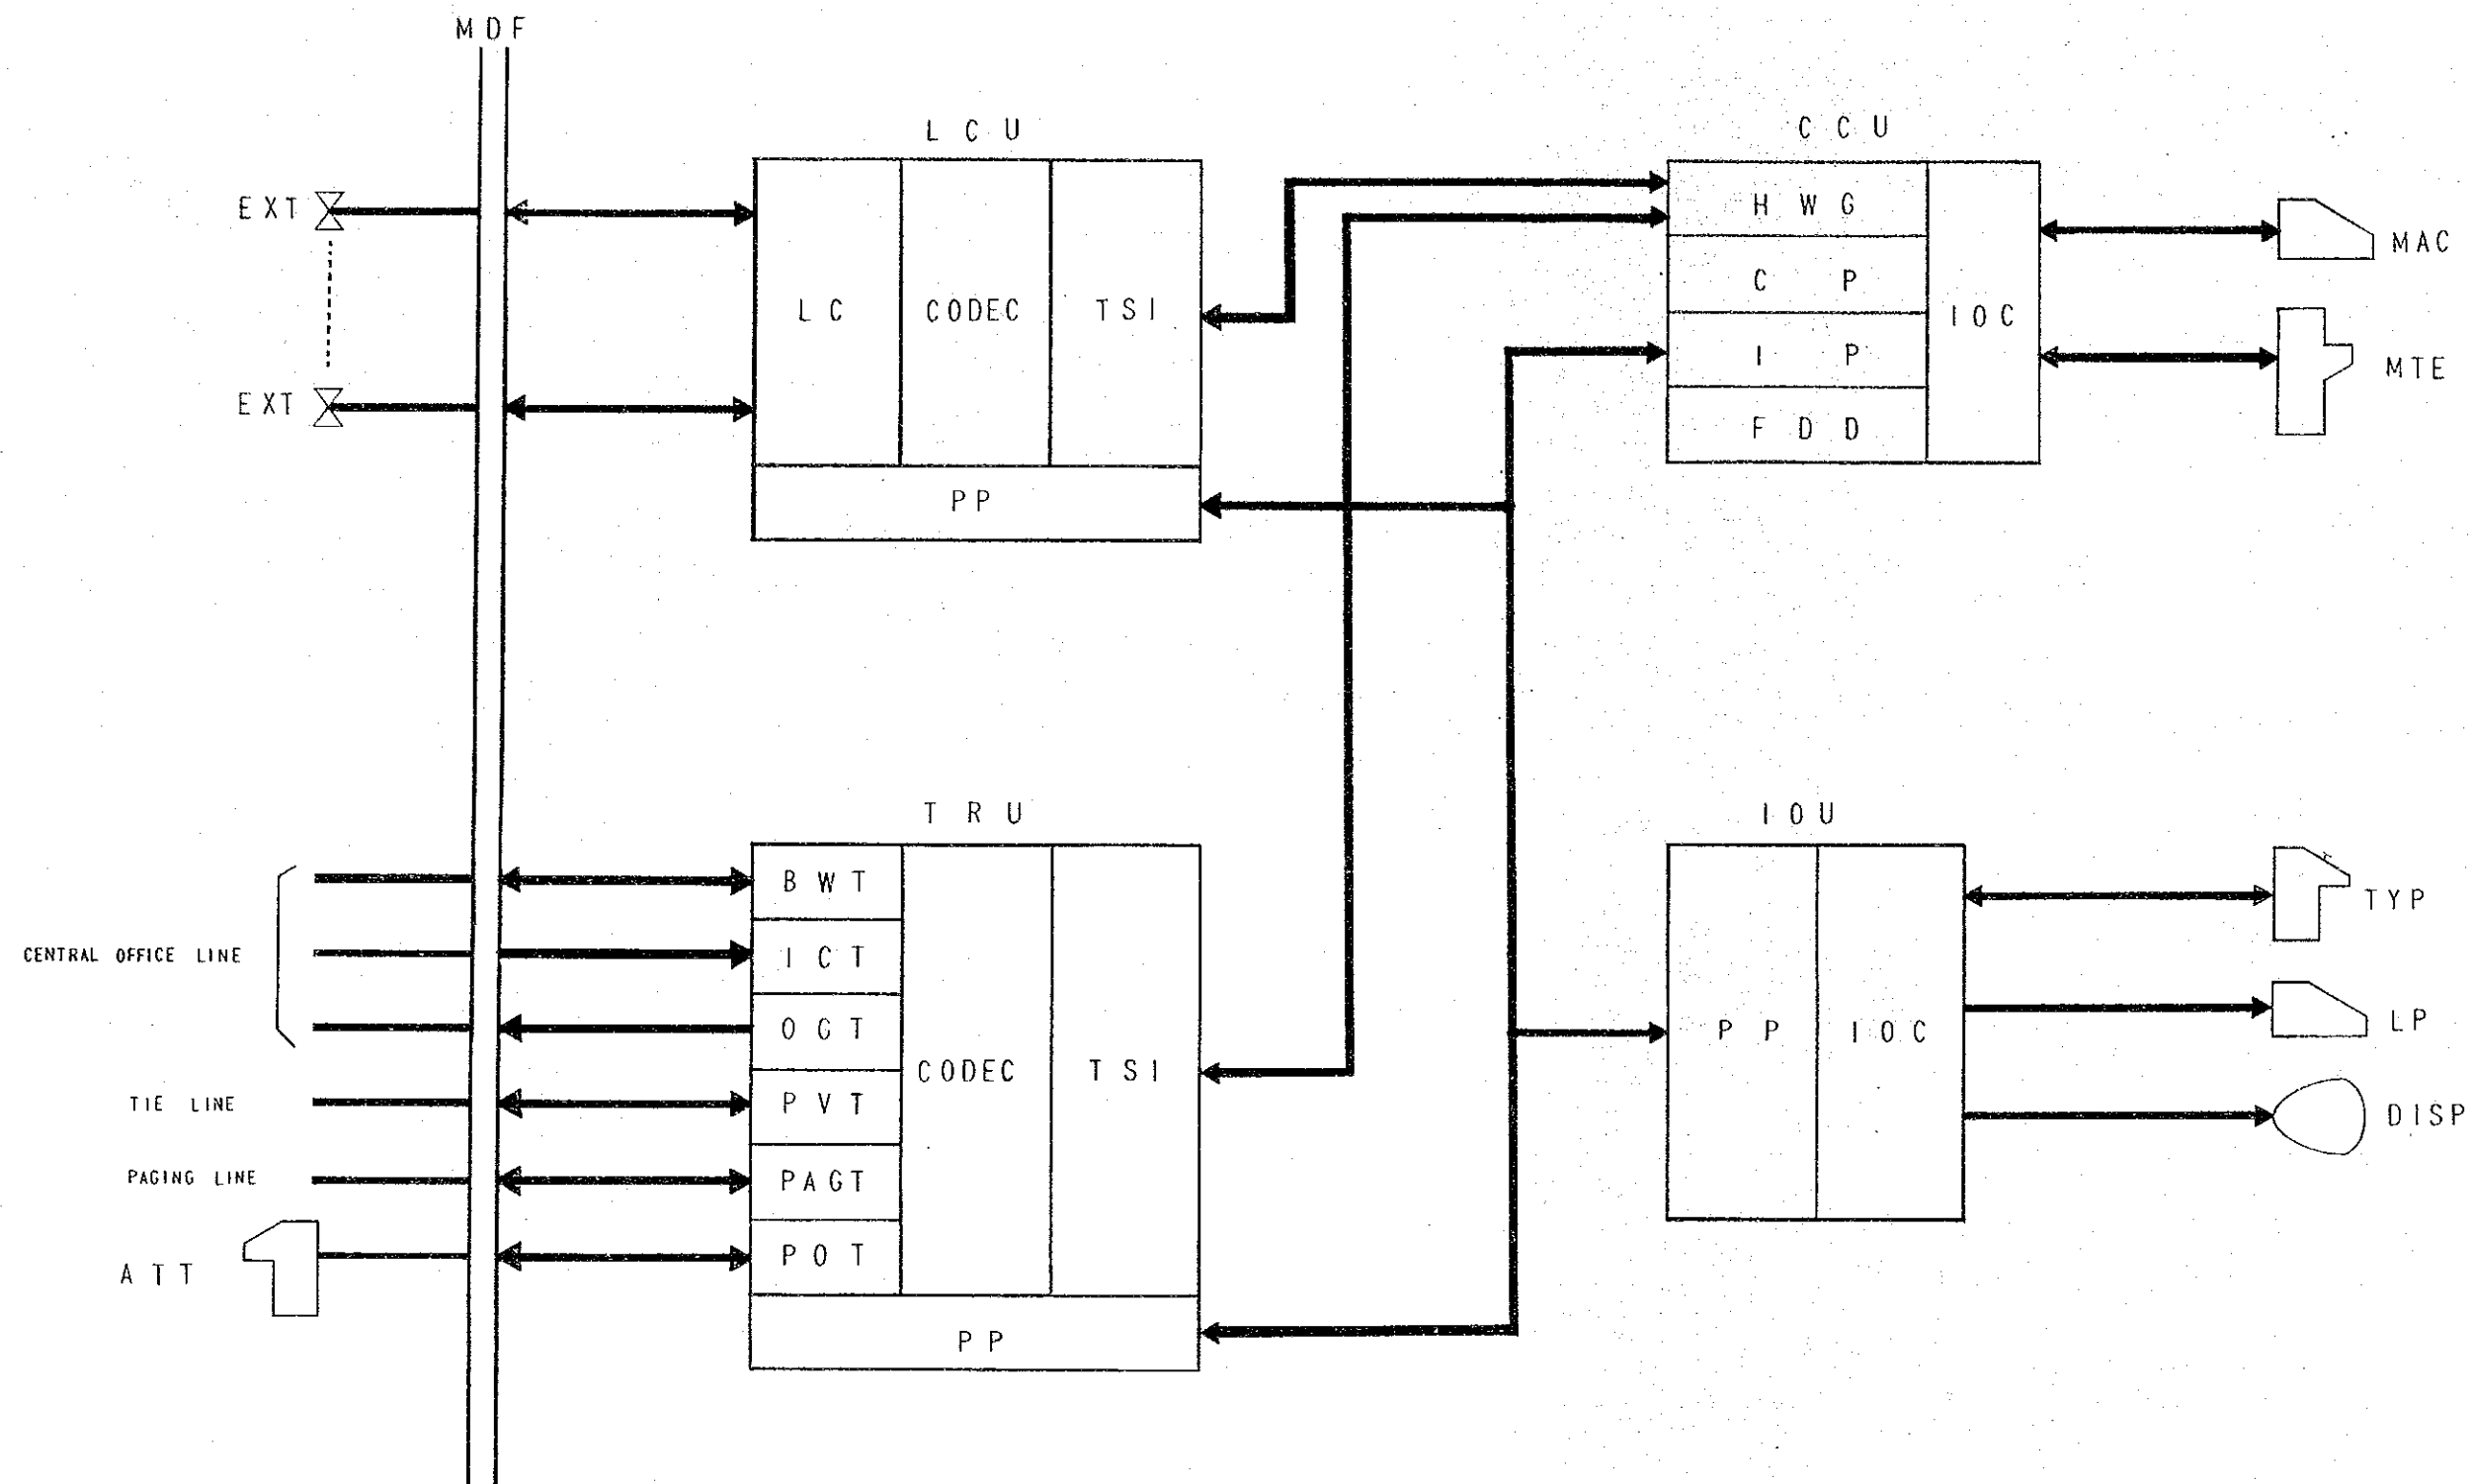 MDF
LCU
CCU
EXT
LC
CODEC
TSI
PP
EXT
HWG
CP
IP
FDD
IOC
MAC
MTE
TRU
IOU
CENTRAL OFFICE LINE
TIE LINE
PAGING LINE
ATT
BWT
ICT
OGT
PVT
PAGT
POT
CODEC
TSI
PP
PP
IOC
TYP
LP
DISP